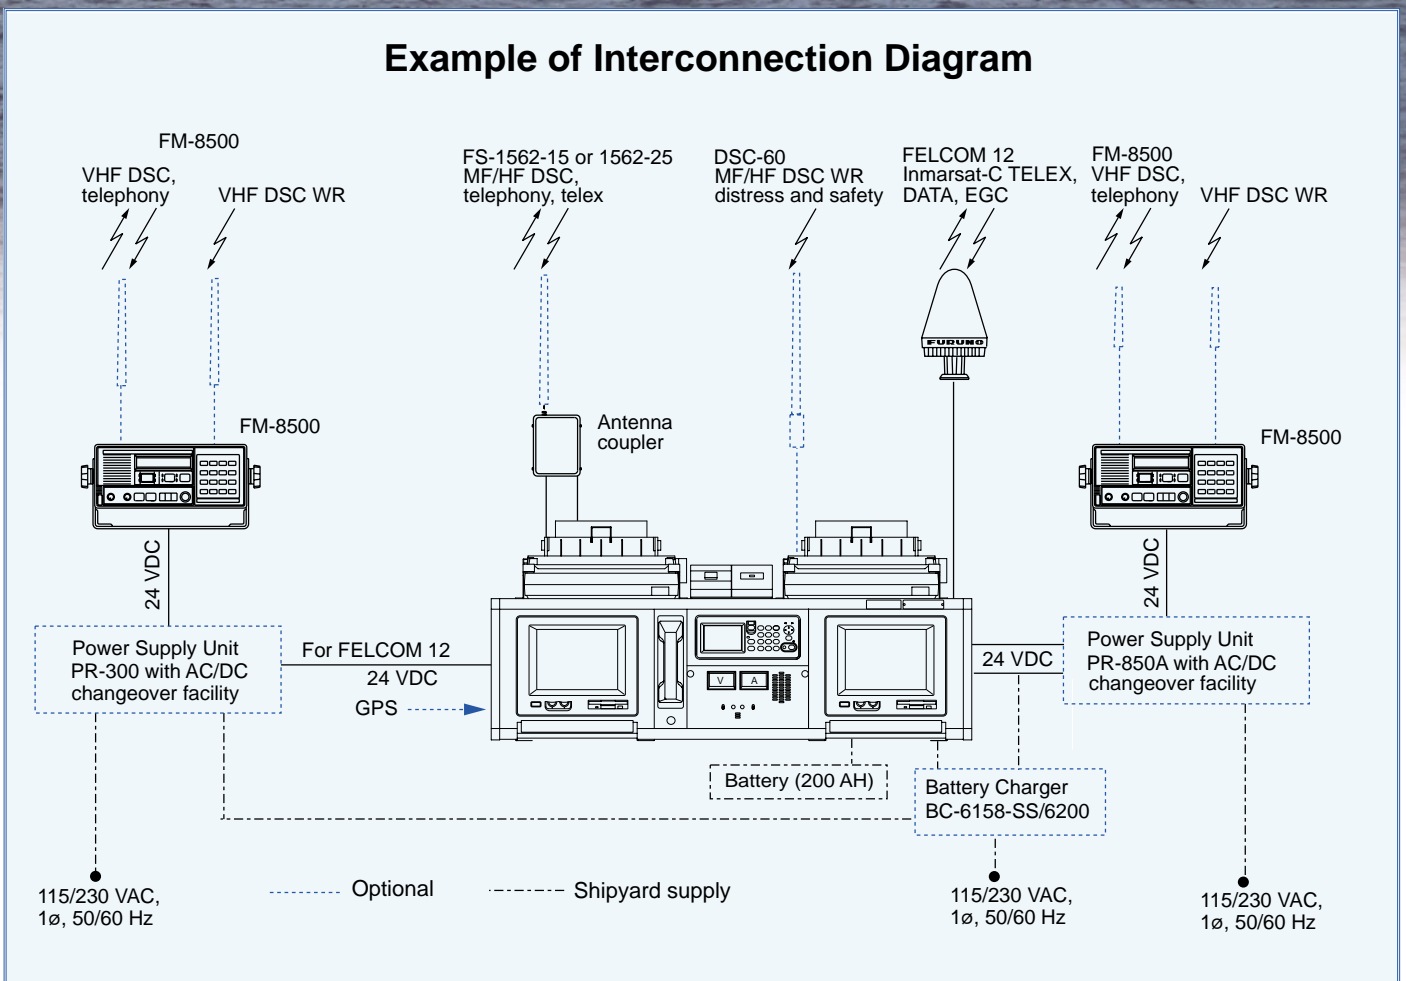 Example of Interconnection Diagram
FM-8500
VHF DSC,
telephony
VHF DSC WR
FS-1562-15 or 1562-25
MF/HF DSC,
telephony, telex
DSC-60
MF/HF DSC WR
distress and safety
FELCOM 12
Inmarsat-C TELEX,
DATA, EGC
FM-8500
VHF DSC,
telephony
VHF DSC WR
FURUNO
FM-8500
Antenna
coupler
FM-8500
24 VDC
24 VDC
Power Supply Unit
PR-300 with AC/DC
changeover facility
For FELCOM 12
24 VDC
GPS
V
A
24 VDC
Power Supply Unit
PR-850A with AC/DC
changeover facility
Battery (200 AH)
Battery Charger
BC-6158-SS/6200
115/230 VAC,
1ø, 50/60 Hz
Optional
Shipyard supply
115/230 VAC,
1ø, 50/60 Hz
115/230 VAC,
1ø, 50/60 Hz